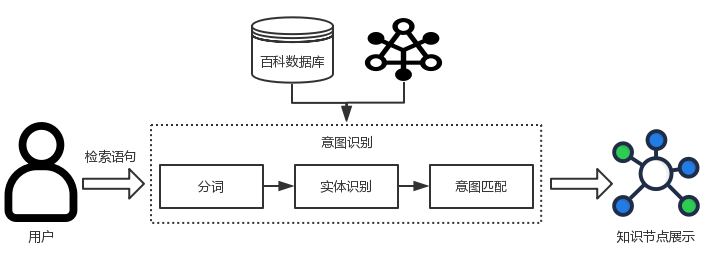 百科数据库
意图识别
检索语句
分词
实体识别
意图匹配
用户
知识节点展示